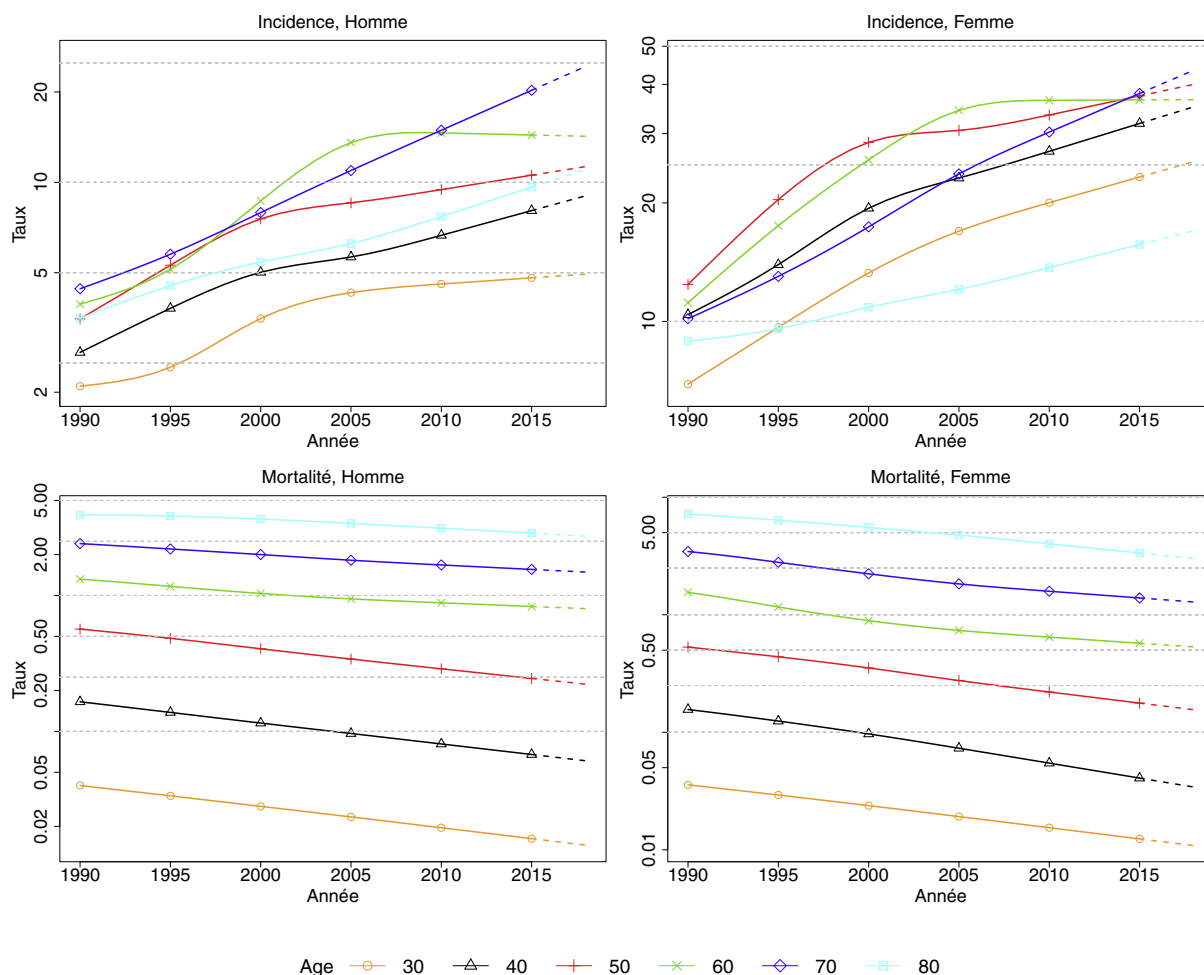 Incidence, Homme
Taux
20
10
5
2
1990 1995 2000 2005 2010 2015
Année
Incidence, Femme
Taux
50
40
30
20
10
1990 1995 2000 2005 2010 2015
Année
Mortalité, Homme
Taux
5.00
2.00
0.50
0.20
0.05
0.02
1990 1995 2000 2005 2010 2015
Année
Mortalité, Femme
Taux
5.00
0.50
0.05
0.01
1990 1995 2000 2005 2010 2015
Année
Age 30 40 50 60 70 80